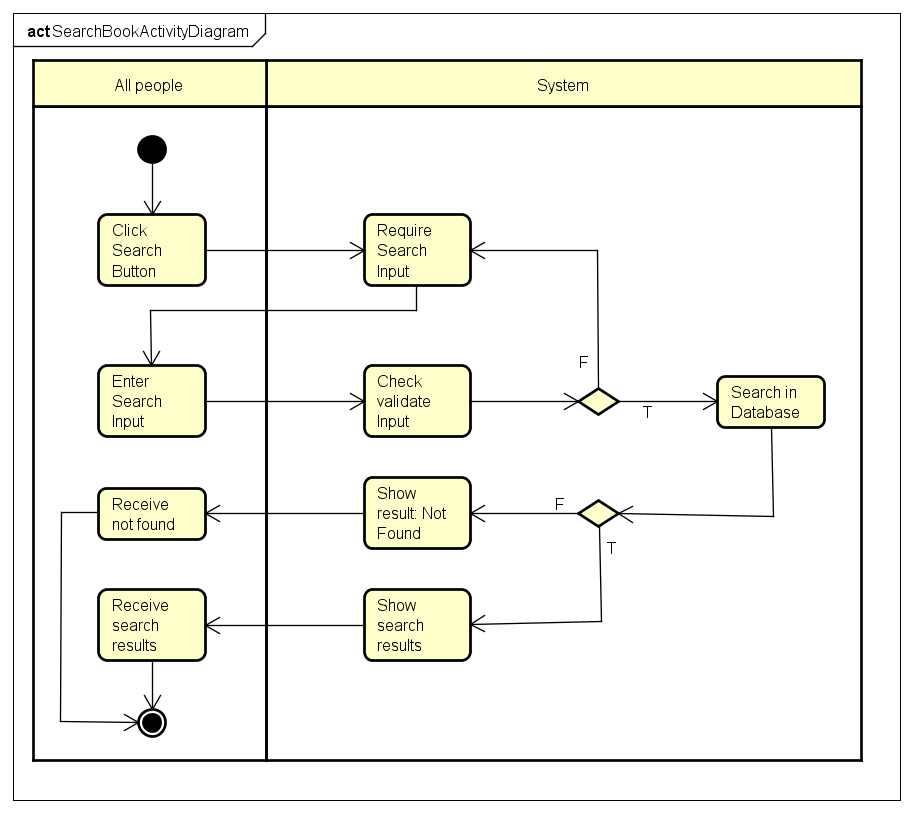 act SearchBookActivityDiagram
All people
System
Click
Search
Button
Require
Search
Input
Enter
Search
Input
Check
validate
Input
F
T
Search in
Database
Receive
not found
Show
result: Not
Found
F
T
Receive
search
results
Show
search
results